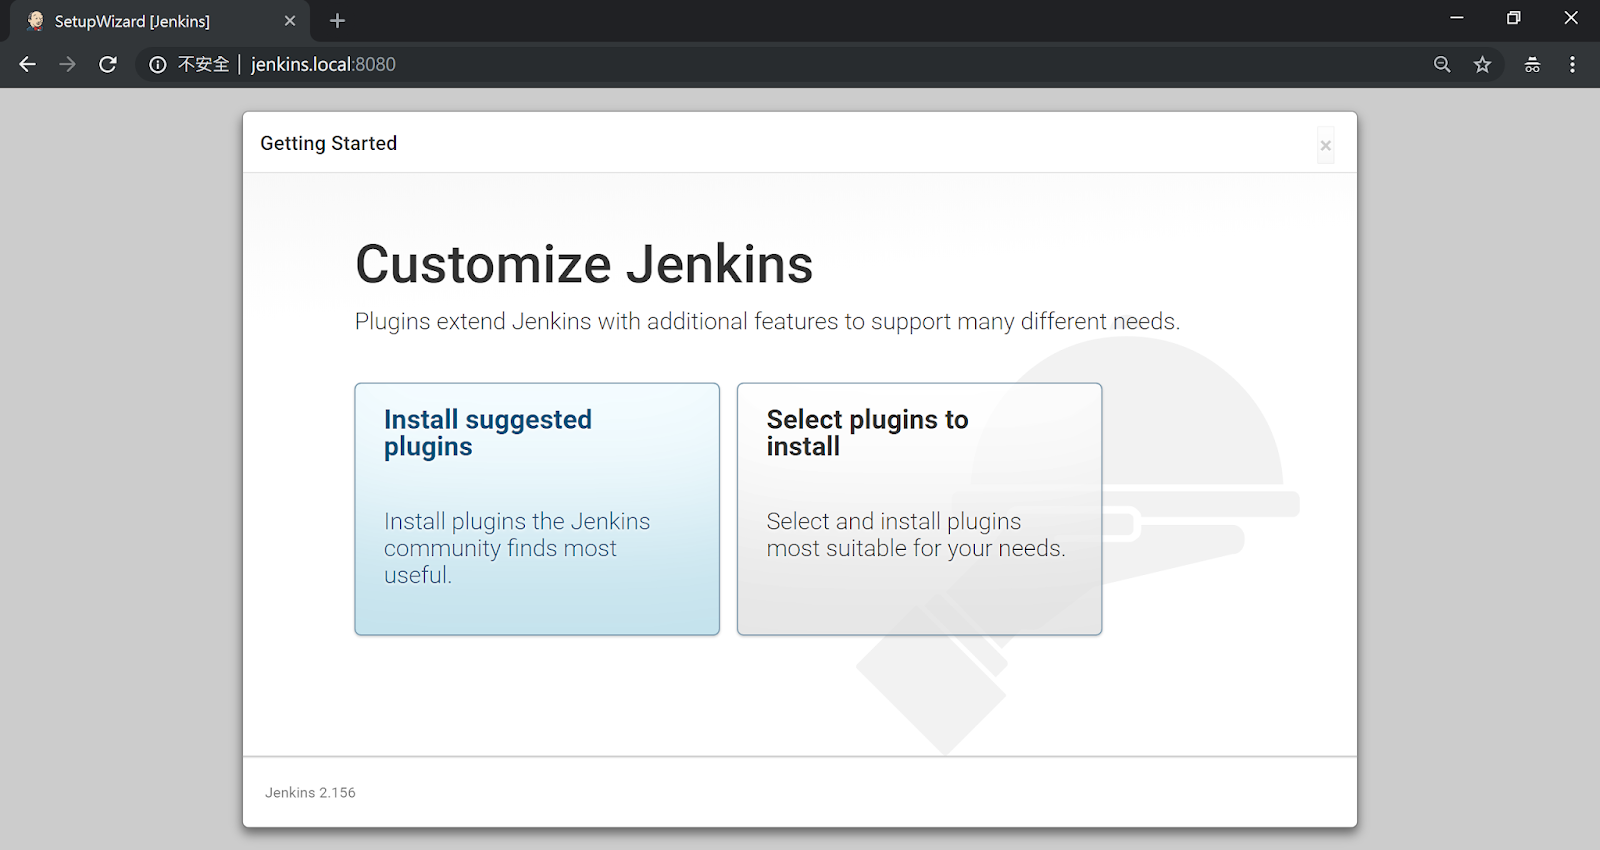 SetupWizard [Jenkins]
不安全 | jenkins.local:8080
Getting Started
Customize Jenkins
Plugins extend Jenkins with additional features to support many different needs.
Install suggested
plugins
Install plugins the Jenkins
community finds most
useful.
Select plugins to
install
Select and install plugins
most suitable for your needs.
Jenkins 2.156